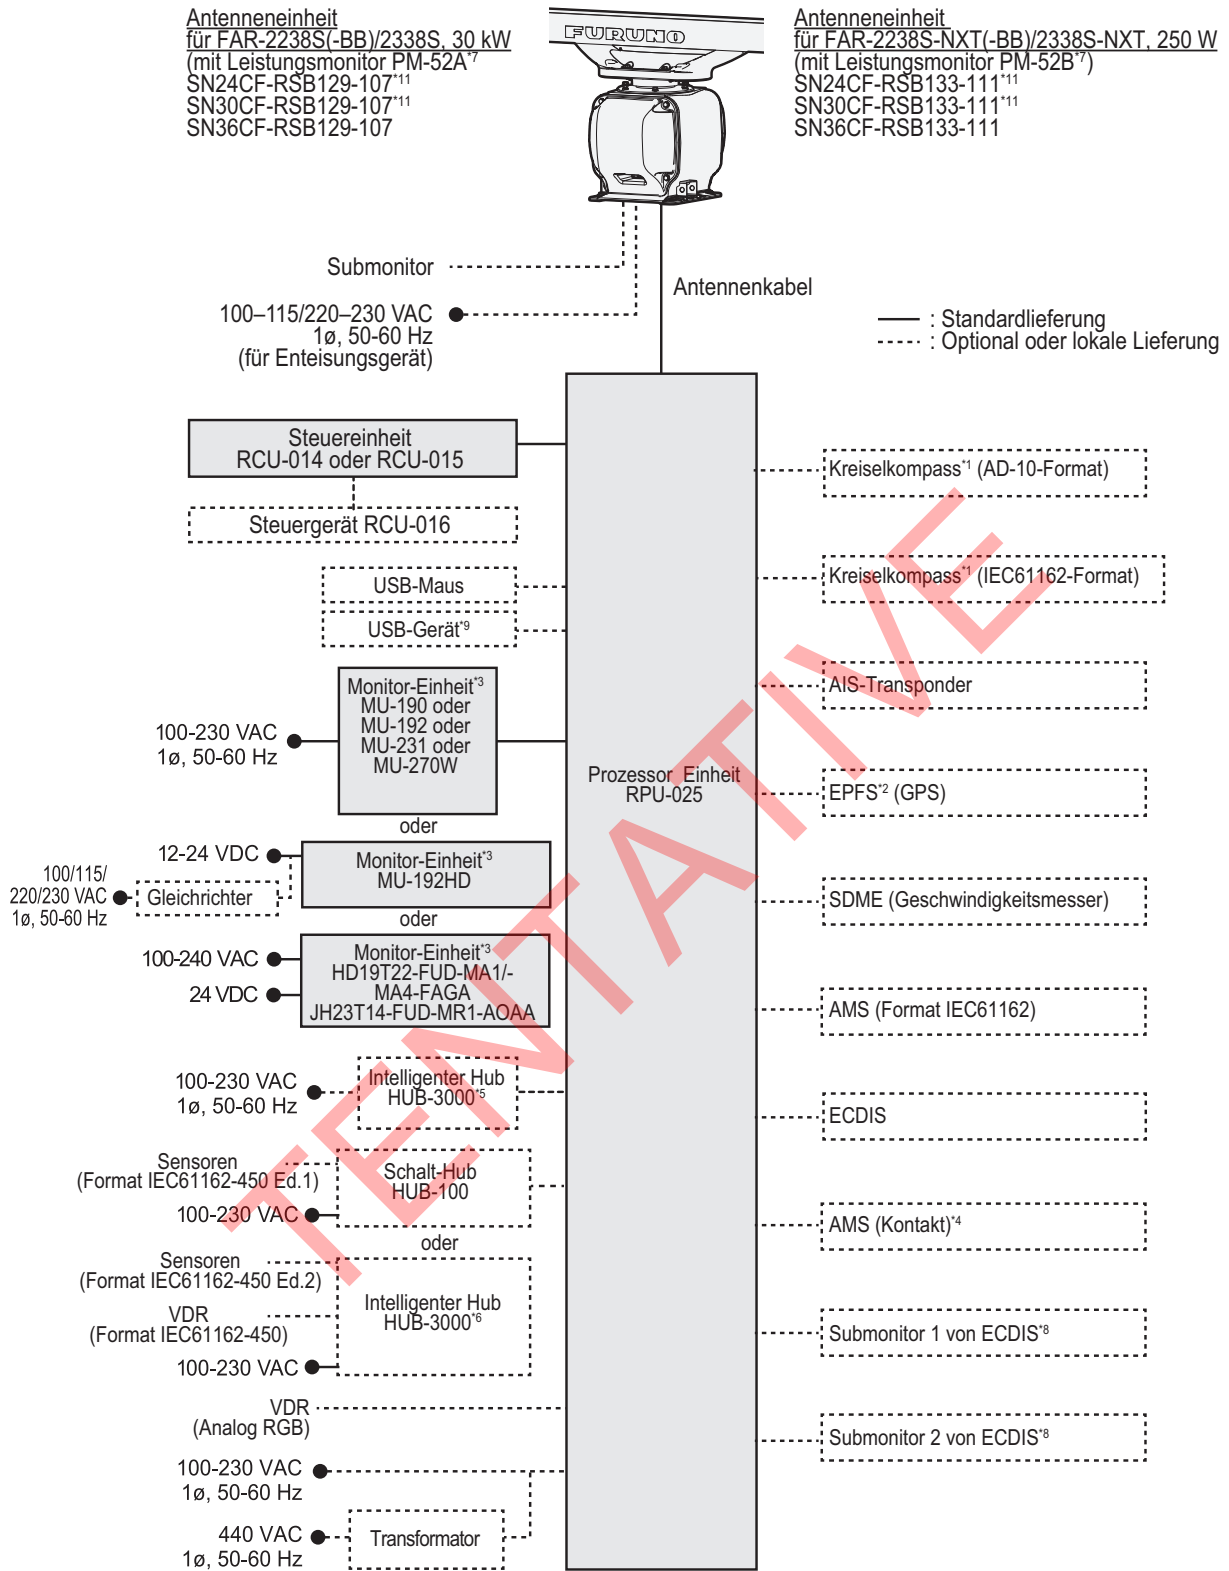 Antenneneinheit
für FAR-2238S(-BB)/2338S, 30 kW
(mit Leistungsmonitor PM-52A*7
SN24CF-RSB129-107*11
SN30CF-RSB129-107*11
SN36CF-RSB129-107
FURUNO
Antenneneinheit
für FAR-2238S-NXT(-BB)/2338S-NXT, 250 W
(mit Leistungsmonitor PM-52B*7)
SN24CF-RSB133-111*11
SN30CF-RSB133-111*11
SN36CF-RSB133-111
Submonitor
Antennenkabel
100–115/220–230 VAC
1ø, 50-60 Hz
(für Enteisungsgerät)
: Standardlieferung
: Optional oder lokale Lieferung
Steuereinheit
RCU-014 oder RCU-015
Steuergerät RCU-016
USB-Maus
USB-Gerät*9
Monitor-Einheit*3
MU-190 oder
MU-192 oder
MU-231 oder
MU-270W
100-230 VAC
1ø, 50-60 Hz
oder
12-24 VDC
Monitor-Einheit*3
MU-192HD
100/115/
220/230 VAC
1ø, 50-60 Hz
Gleichrichter
oder
100-240 VAC
24 VDC
Monitor-Einheit*3
HD19T22-FUD-MA1/-
MA4-FAGA
JH23T14-FUD-MR1-AOAA
100-230 VAC
1ø, 50-60 Hz
Intelligenter Hub
HUB-3000*5
Sensoren
(Format IEC61162-450 Ed.1)
100-230 VAC
Schalt-Hub
HUB-100
oder
Sensoren
(Format IEC61162-450 Ed.2)
VDR
(Format IEC61162-450)
100-230 VAC
Intelligenter Hub
HUB-3000*6
VDR
(Analog RGB)
100-230 VAC
1ø, 50-60 Hz
440 VAC
1ø, 50-60 Hz
Transformator
Prozessor Einheit
RPU-025
Kreiselkompass*1 (AD-10-Format)
Kreiselkompass*1 (IEC61162-Format)
AIS-Transponder
EPFS*2 (GPS)
SDME (Geschwindigkeitsmesser)
AMS (Format IEC61162)
ECDIS
AMS (Kontakt)*4
Submonitor 1 von ECDIS*8
Submonitor 2 von ECDIS*8
TENTATIVE